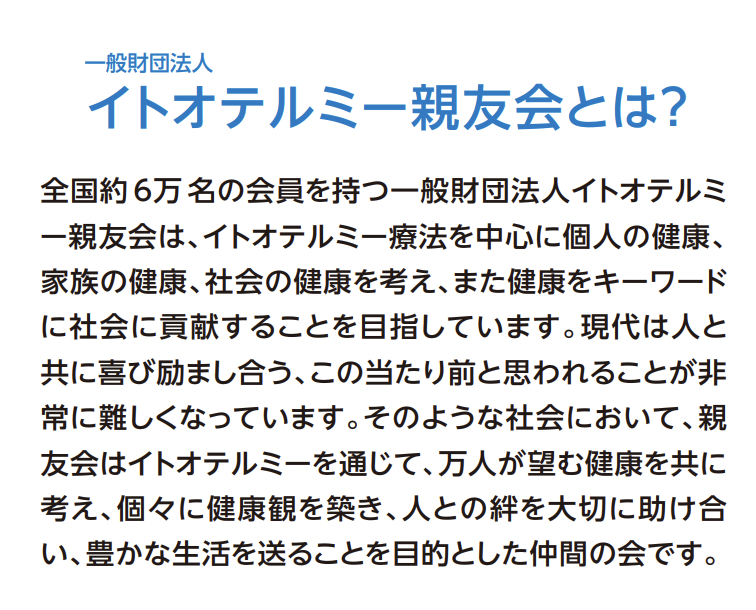 一般財団法人
イトオテルミー親友会とは?
全国約6万名の会員を持つ一般財団法人イトオテルミ
ー親友会は、イトオテルミー療法を中心に個人の健康、
家族の健康、社会の健康を考え、また健康をキーワード
に社会に貢献することを目指しています。現代は人と
共に喜び励まし合う、この当たり前と思われることが非
常に難しくなっています。そのような社会において、親
友会はイトオテルミーを通じて、万人が望む健康を共に
考え、個々に健康観を築き、人との絆を大切に助け合
い、豊かな生活を送ることを目的とした仲間の会です。